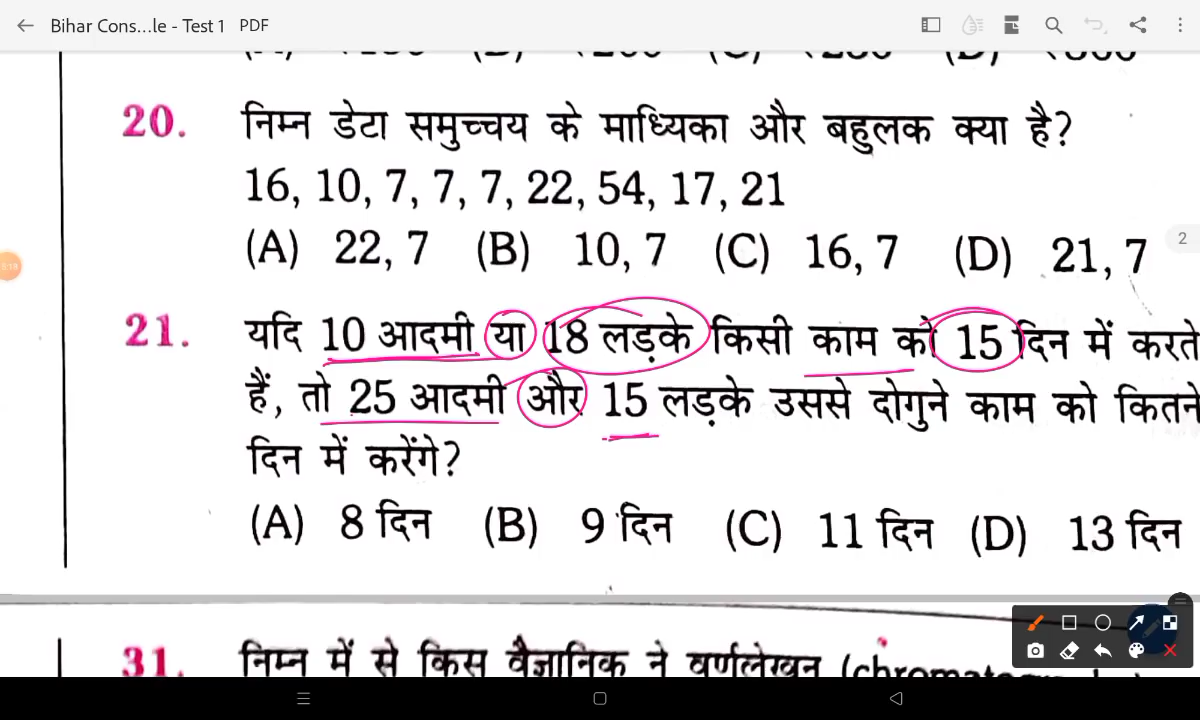 Bihar Cons...le - Test 1 PDF
20. निम्न डेटा समुच्चय के माध्यिका और बहुलक क्या है?
16, 10, 7, 7, 7, 22, 54, 17, 21
(A) 22, 7 (B) 10, 7 (C) 16, 7 (D) 21, 7
2
21. यदि 10 आदमी या 18 लड़के किसी काम को 15 दिन में करते
हैं, तो 25 आदमी और 15 लड़के उससे दोगुने काम को कितने
दिन में करेंगे?
(A) 8 दिन (B) 9 दिन (C) 11 दिन (D) 13 दिन
31. निम्न में से किस वैज्ञानिक ने वर्णलेखन